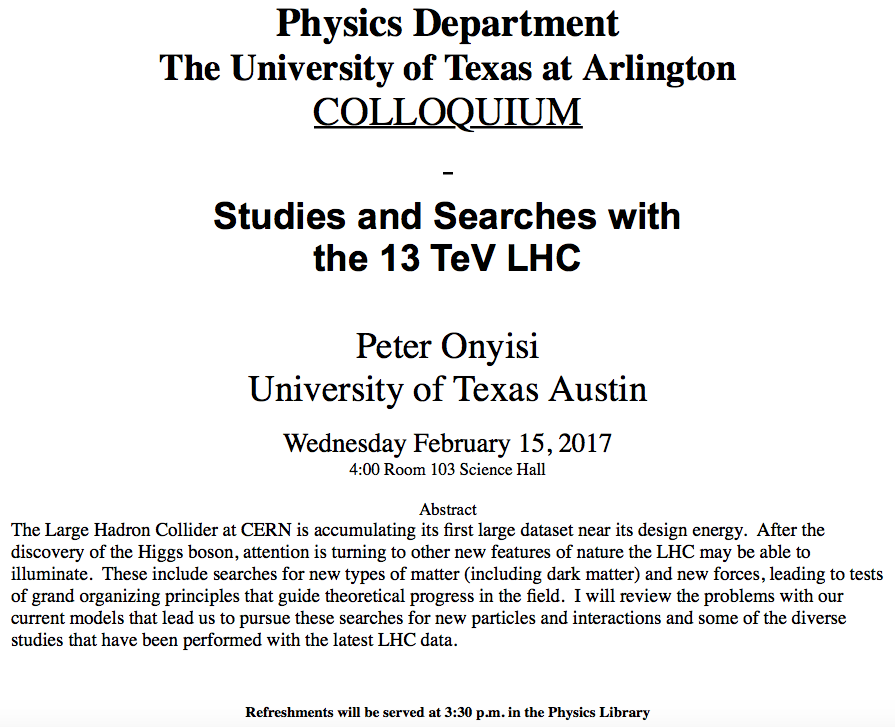 Physics Department
The University of Texas at Arlington
COLLOQUIUM
-
Studies and Searches with
the 13 TeV LHC
Peter Onyisi
University of Texas Austin
Wednesday February 15, 2017
4:00 Room 103 Science Hall
Abstract
The Large Hadron Collider at CERN is accumulating its first large dataset near its design energy.  After the
discovery of the Higgs boson, attention is turning to other new features of nature the LHC may be able to
illuminate.  These include searches for new types of matter (including dark matter) and new forces, leading to tests
of grand organizing principles that guide theoretical progress in the field.  I will review the problems with our
current models that lead us to pursue these searches for new particles and interactions and some of the diverse
studies that have been performed with the latest LHC data.
Refreshments will be served at 3:30 p.m. in the Physics Library